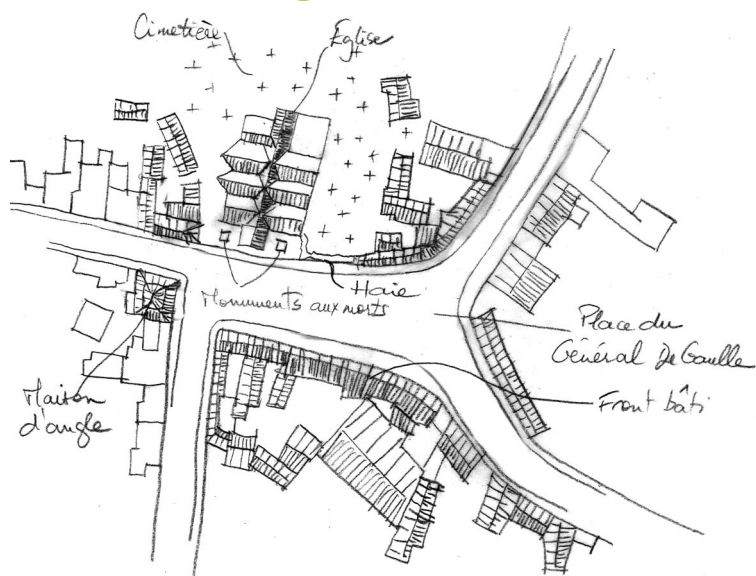 Cimetière
Église
Monuments aux morts
Haie
Place du
Général De Gaulle
Front bâti
Maison
d'angle